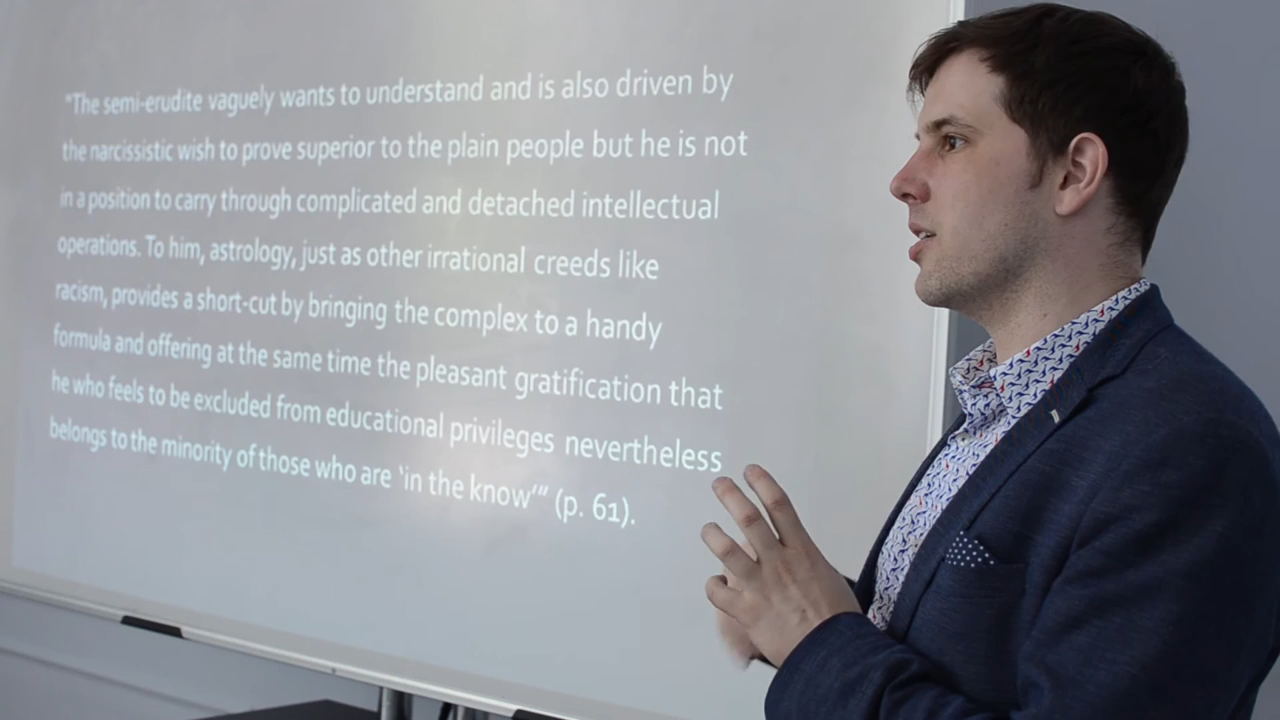 "The semi-erudite vaguely wants to understand and is also driven by
the narcissistic wish to prove superior to the plain people but he is not
in a position to carry through complicated and detached intellectual
operations. To him, astrology, just as other irrational creeds like
racism, provides a short-cut by bringing the complex to a handy
formula and offering at the same time the pleasant gratification that
he who feels to be excluded from educational privileges nevertheless
belongs to the minority of those who are ‘in the know’” (p. 61).